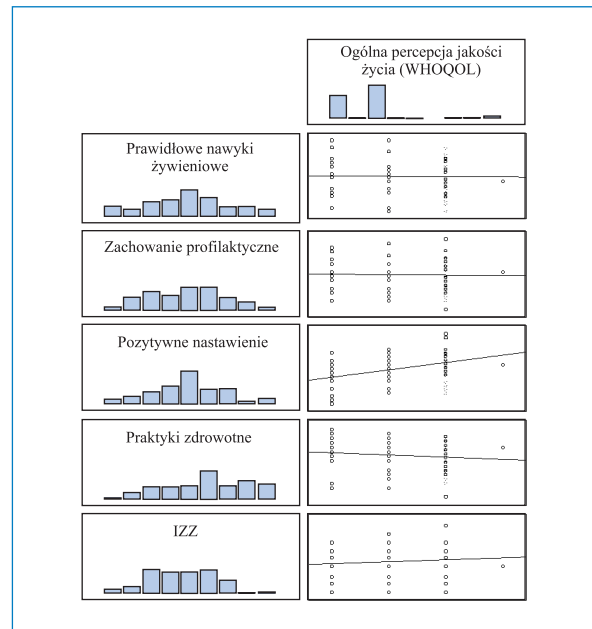 Ogólna percepcja jakości
życia (WHOQOL)
Prawidłowe nawyki
żywieniowe
Zachowanie profilaktyczne
Pozytywne nastawienie
Praktyki zdrowotne
IZZ